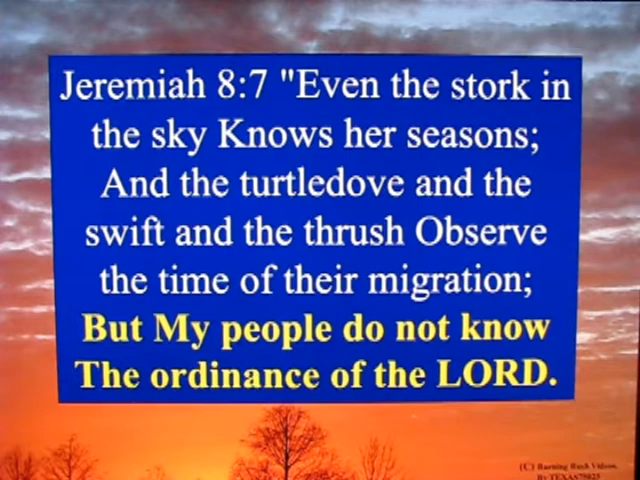 Jeremiah 8:7 "Even the stork in
the sky Knows her seasons;
And the turtledove and the
swift and the thrush Observe
the time of their migration;
But My people do not know
The ordinance of the LORD.
(C) Burning Bush Videos,
By TEXAS75025